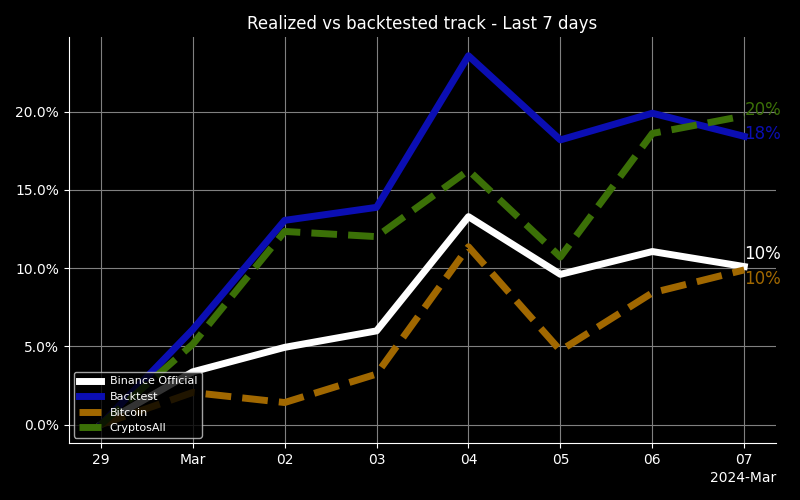 Realized vs backtested track - Last 7 days
20.0%
15.0%
10.0%
5.0%
0.0%
20%
18%
10%
10%
Binance Official
Backtest
Bitcoin
CryptosAll
29 Mar 02 03 04 05 06 07
2024-Mar